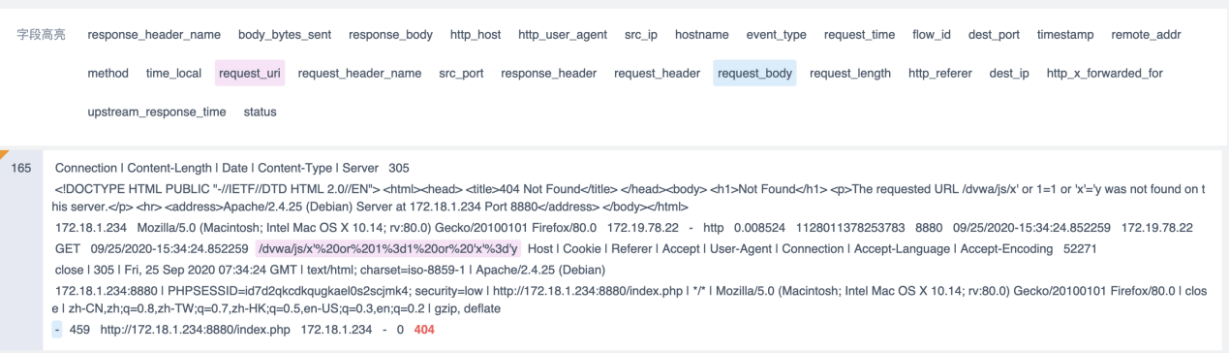 字段高亮 response_header_name body_bytes_sent response_body http_host http_user_agent src_ip hostname event_type request_time flow_id dest_port timestamp remote_addr
method time_local request_uri request_header_name src_port response_header request_header request_body request_length http_referer dest_ip http_x_forwarded_for
upstream_response_time status
165 Connection | Content-Length | Date | Content-Type | Server 305
<!DOCTYPE HTML PUBLIC "-//IETF//DTD HTML 2.0//EN"> <html><head> <title>404 Not Found</title> </head><body> <h1>Not Found</h1> <p>The requested URL /dvwa/js/x' or 1=1 or 'x'='y was not found on t
his server.</p> <hr> <address>Apache/2.4.25 (Debian) Server at 172.18.1.234 Port 8880</address> </body></html>
172.18.1.234 Mozilla/5.0 (Macintosh; Intel Mac OS X 10.14; rv:80.0) Gecko/20100101 Firefox/80.0 172.19.78.22 - http 0.008524 1128011378253783 8880 09/25/2020-15:34:24.852259 172.19.78.22
GET 09/25/2020-15:34:24.852259 /dvwa/js/x'%20or%201%3d1%20or%20'x'%3d'y Host | Cookie | Referer | Accept | User-Agent | Connection | Accept-Language | Accept-Encoding 52271
close | 305 | Fri, 25 Sep 2020 07:34:24 GMT | text/html; charset=iso-8859-1 | Apache/2.4.25 (Debian)
172.18.1.234:8880 | PHPSESSID=id7d2qkcdkqugkael0s2scjmk4; security=low | http://172.18.1.234:8880/index.php | */* | Mozilla/5.0 (Macintosh; Intel Mac OS X 10.14; rv:80.0) Gecko/20100101 Firefox/80.0 | clos
e | zh-CN,zh;q=0.8,zh-TW;q=0.7,zh-HK;q=0.5,en-US;q=0.3,en;q=0.2 | gzip, deflate
- 459 http://172.18.1.234:8880/index.php 172.18.1.234 - 0 404